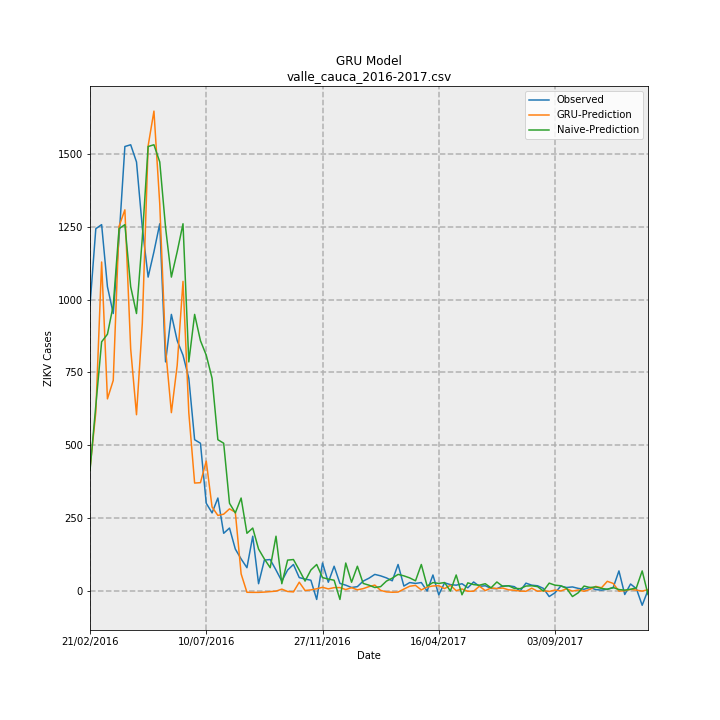 GRU Model
valle_cauca_2016-2017.csv
Observed
GRU-Prediction
Naive-Prediction
ZIKV Cases
1500
1250
1000
750
500
250
0
21/02/2016
10/07/2016
27/11/2016
16/04/2017
03/09/2017
Date